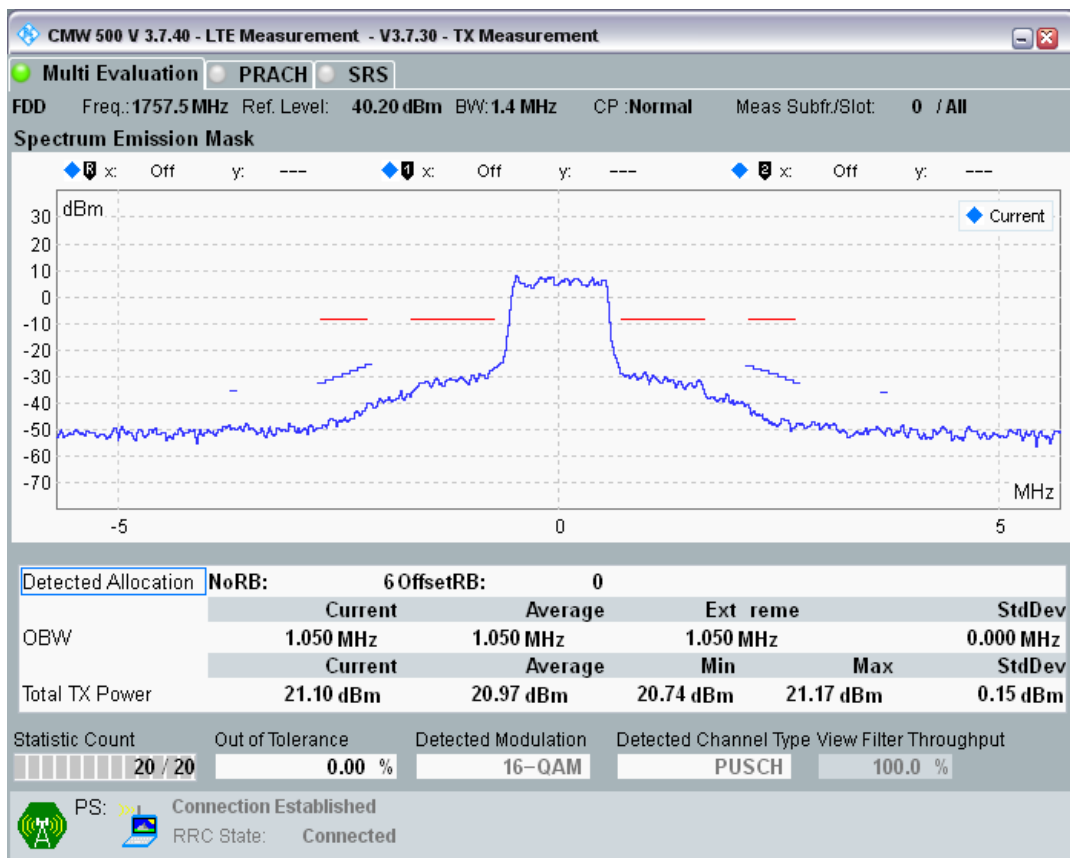 CMW 500 V 3.7.40 - LTE Measurement - V3.7.30 - TX Measurement
Multi Evaluation PRACH SRS
FDD Freq.: 1757.5 MHz Ref. Level: 40.20 dBm BW: 1.4 MHz CP :Normal Meas Subfr./Slot: 0 / All
Spectrum Emission Mask
R x: Off y: --- 1 x: Off y: --- 2 x: Off y: ---
dBm
Current
30
20
10
0
-10
-20
-30
-40
-50
-60
-70
MHz
-5 0 5
Detected Allocation NoRB: 6 OffsetRB: 0
Current Average Ext reme StdDev
OBW 1.050 MHz 1.050 MHz 1.050 MHz 0.000 MHz
Current Average Min Max StdDev
Total TX Power 21.10 dBm 20.97 dBm 20.74 dBm 21.17 dBm 0.15 dBm
Statistic Count Out of Tolerance Detected Modulation Detected Channel Type View Filter Throughput
20 / 20 0.00 % 16-QAM PUSCH 100.0 %
PS: Connection Established
RRC State: Connected